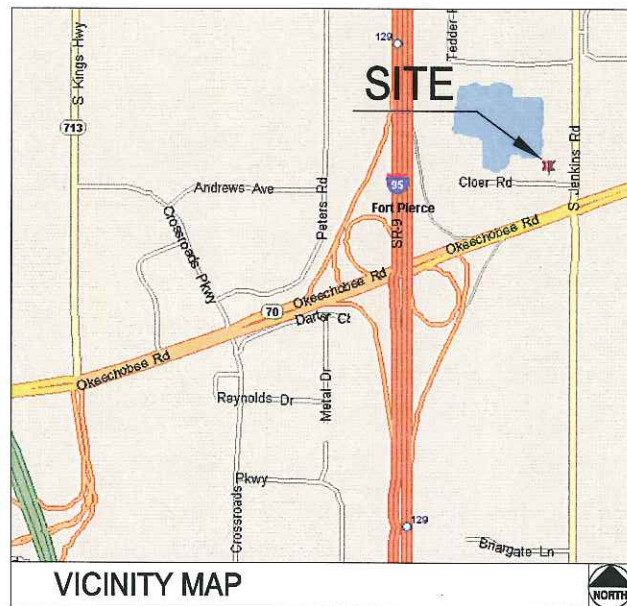 129
Tedder
S Kings Hwy
SITE
713
S Jenkins Rd
Andrews Ave
Peters Rd
95
Cloer Rd
Fort Pierce
SR-9
Crossroads Pkwy
Okeechobee Rd
Okeechobee Rd
70
Darter Ct
Okeechobee Rd
Reynolds Dr
Metal Dr
Crossroads Pkwy
129
Briargate Ln
VICINITY MAP
NORTH